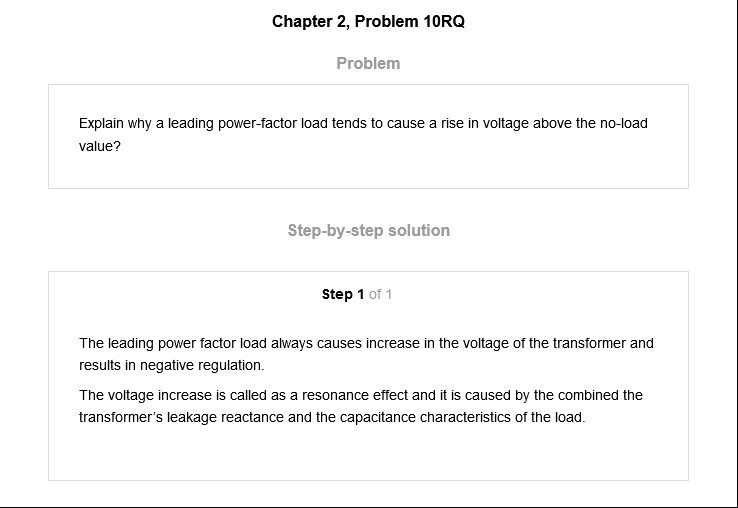 Chapter 2, Problem 10RQ
Problem
Explain why a leading power-factor load tends to cause a rise in voltage above the no-load
value?
Step-by-step solution
Step 1 of 1
The leading power factor load always causes increase in the voltage of the transformer and
results in negative regulation.
The voltage increase is called as a resonance effect and it is caused by the combined the
transformer's leakage reactance and the capacitance characteristics of the load.